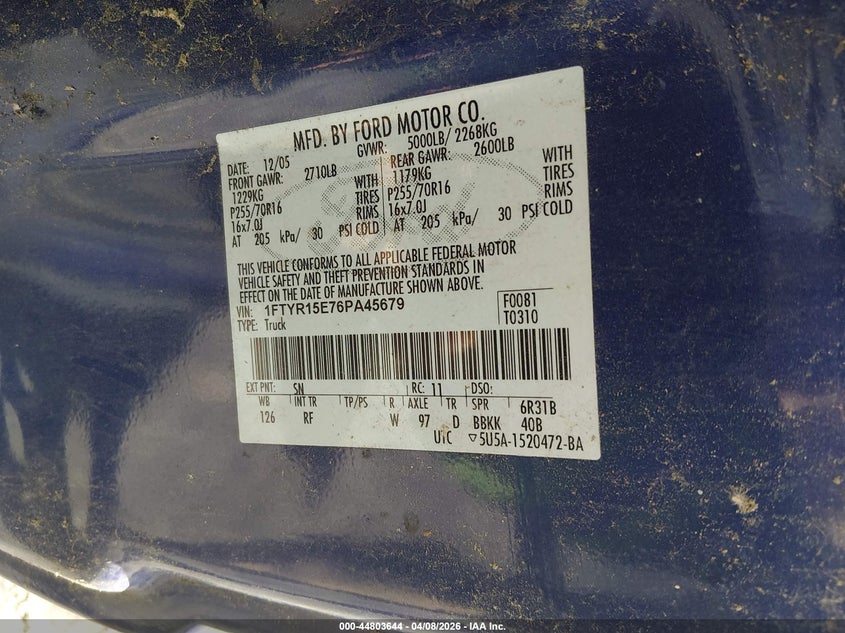 MFD. BY FORD MOTOR CO.
DATE: 12/05 GVWR: 5000LB/ 2268KG
FRONT GAWR: 2710LB REAR GAWR: 2600LB
1229KG WITH 1179KG WITH
P255/70R16 TIRES P255/70R16 TIRES
16x7.0J RIMS 16x7.0J RIMS
AT 205 kPa/ 30 PSI COLD AT 205 kPa/ 30 PSI COLD
Ford
THIS VEHICLE CONFORMS TO ALL APPLICABLE FEDERAL MOTOR
VEHICLE SAFETY AND THEFT PREVENTION STANDARDS IN
EFFECT ON THE DATE OF MANUFACTURE SHOWN ABOVE.
VIN: 1FTYR15E76PA45679 F0081
TYPE: Truck T0310
EXT PNT: SN RC: 11 DSO:
WB INT TR TP/PS R AXLE TR SPR 6R31B
126 RF W 97 D BBKK 40B
UTC ▽5U5A-1520472-BA
000-44803644 - 04/08/2026 - IAA Inc.